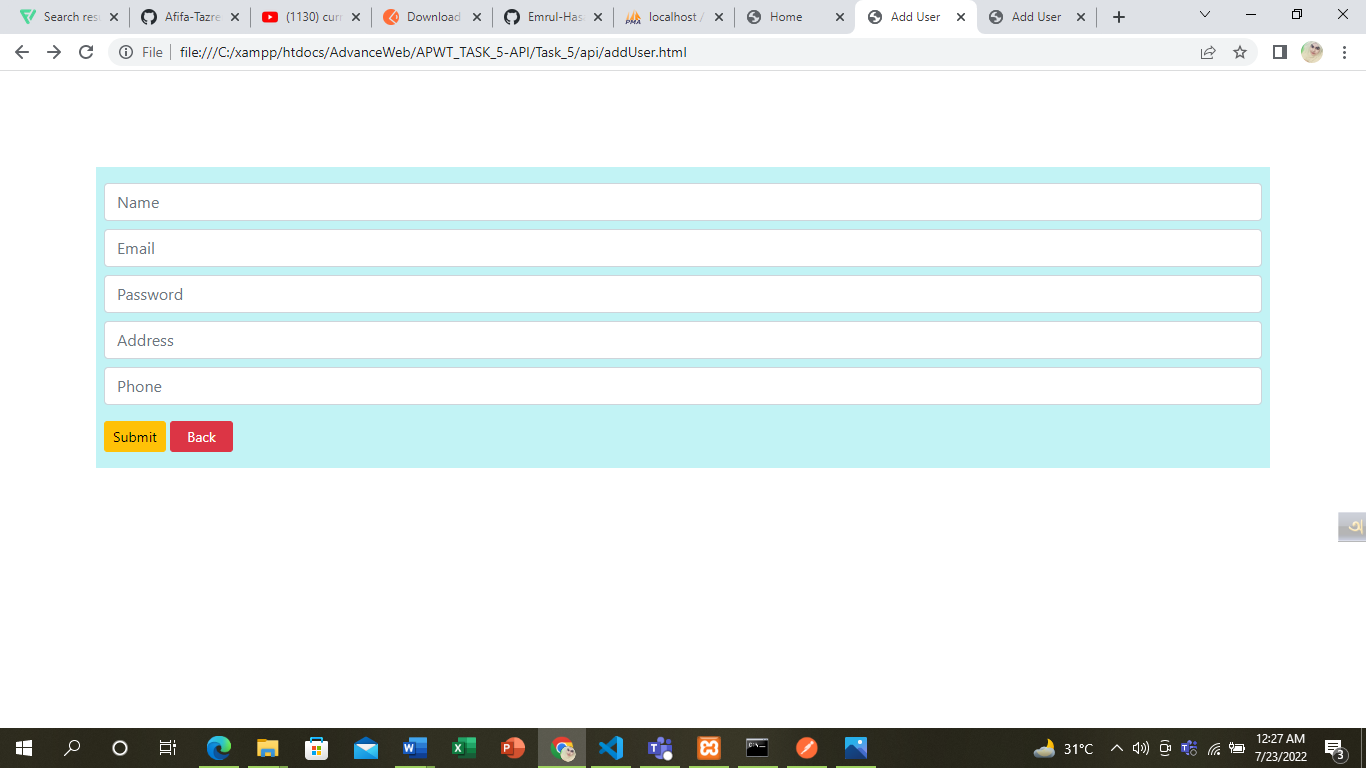 Search res
Afifa-Tazre
(1130) curr
Download
Emrul-Has
localhost /
Home
Add User
Add User
File
file:///C:/xampp/htdocs/AdvanceWeb/APWT_TASK_5-API/Task_5/api/addUser.html
Name
Email
Password
Address
Phone
Submit Back
অ
31°C
12:27 AM
7/23/2022
3